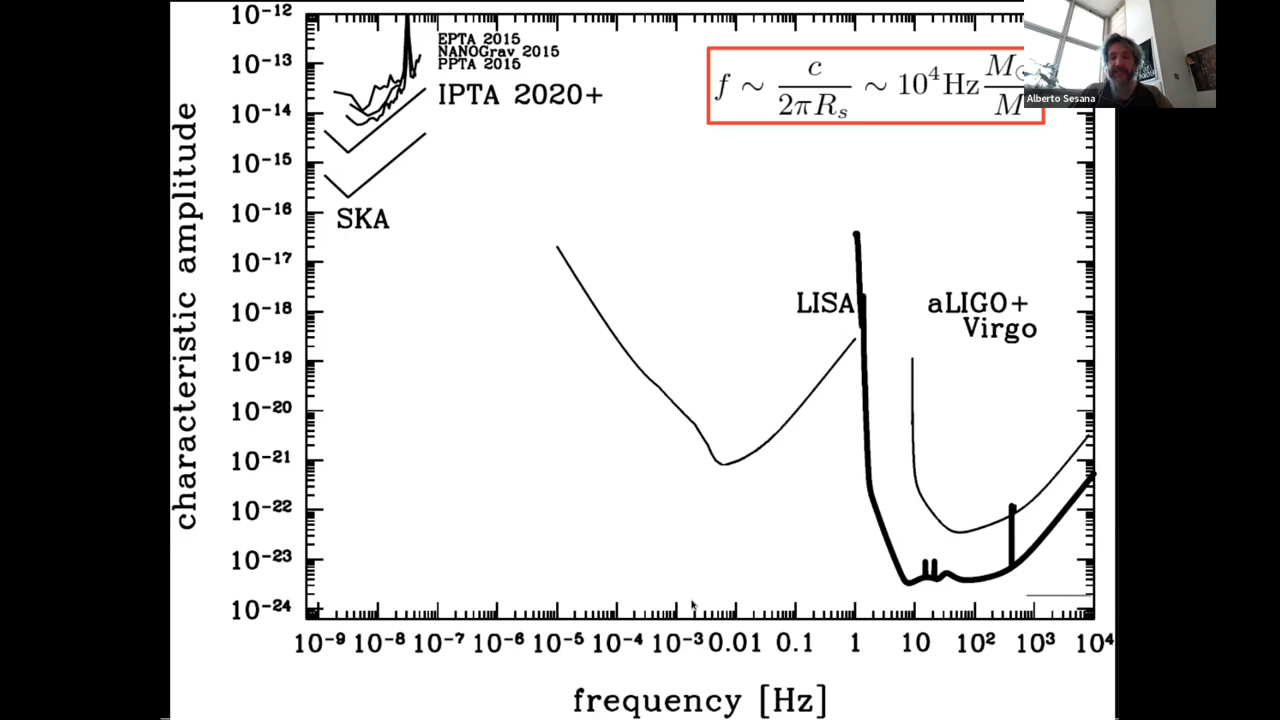 10⁻¹²
10⁻¹³
10⁻¹⁴
10⁻¹⁵
10⁻¹⁶
10⁻¹⁷
10⁻¹⁸
10⁻¹⁹
10⁻²⁰
10⁻²¹
10⁻²²
10⁻²³
10⁻²⁴
characteristic amplitude
EPTA 2015
NANOGrav 2015
PPTA 2015
IPTA 2020+
SKA
f ~ c / 2πR_s ~ 10⁴Hz M☉ / M
Alberto Sesana
LISA
aLIGO+
Virgo
10⁻⁹ 10⁻⁸ 10⁻⁷ 10⁻⁶ 10⁻⁵ 10⁻⁴ 10⁻³ 0.01 0.1 1 10 10² 10³ 10⁴
frequency [Hz]